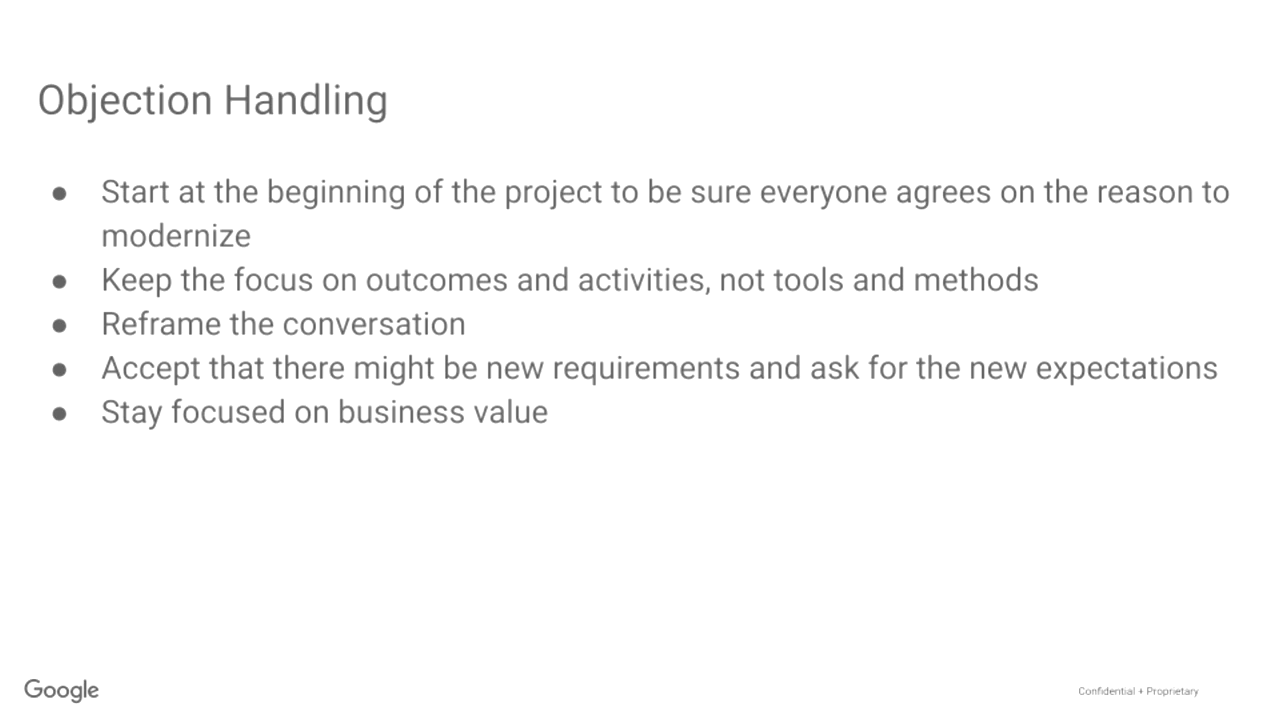 Objection Handling
● Start at the beginning of the project to be sure everyone agrees on the reason to
modernize
● Keep the focus on outcomes and activities, not tools and methods
● Reframe the conversation
● Accept that there might be new requirements and ask for the new expectations
● Stay focused on business value
Google
Confidential + Proprietary